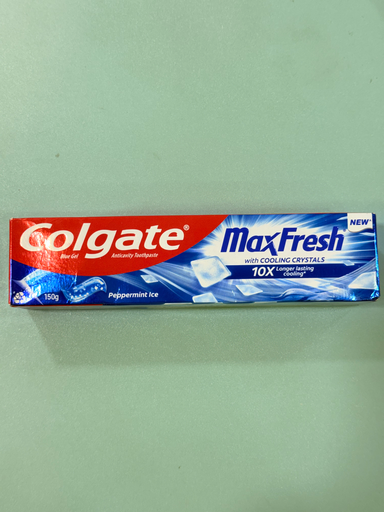 Colgate®
Blue Gel Anticavity Toothpaste
150g
Peppermint Ice
NEW*
MaxFresh
with COOLING CRYSTALS
10X Longer lasting
cooling*